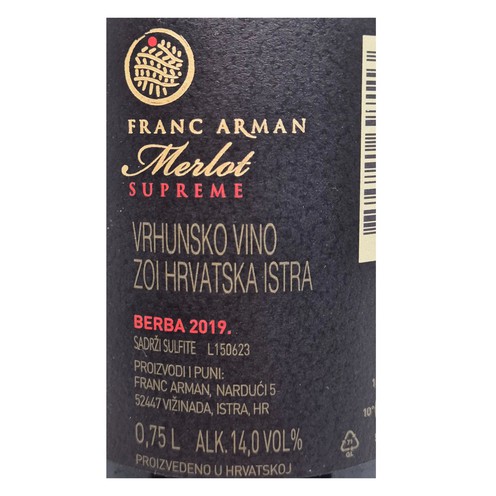 FRANC ARMAN
Merlot
SUPREME
VRHUNSKO VINO
ZOI HRVATSKA ISTRA
BERBA 2019.
SADRŽI SULFITE L150623
PROIZVODI I PUNI:
FRANC ARMAN, NARDUĆI 5
52447 VIŽINADA, ISTRA, HR
0,75 L ALK. 14,0 VOL%
PROIZVEDENO U HRVATSKOJ